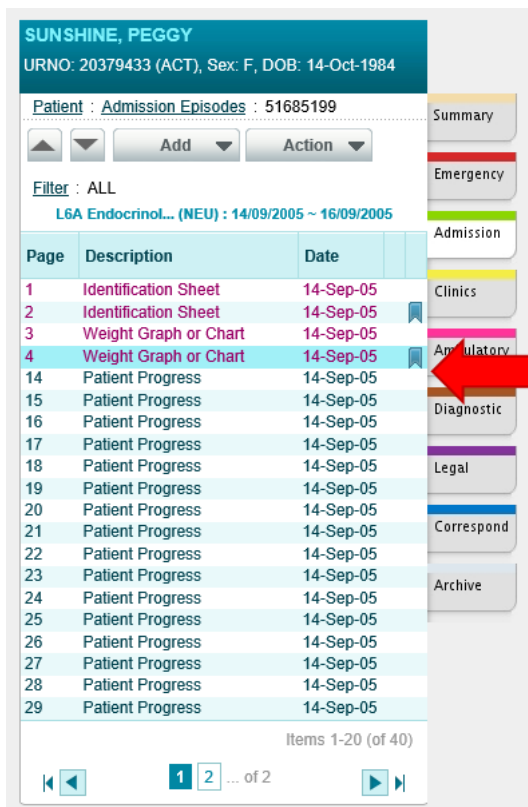 SUNSHINE, PEGGY
URNO: 20379433 (ACT), Sex: F, DOB: 14-Oct-1984
Patient : Admission Episodes : 51685199
Add Action
Filter : ALL
L6A Endocrinol... (NEU) : 14/09/2005 ~ 16/09/2005
Page Description Date
1 Identification Sheet 14-Sep-05
2 Identification Sheet 14-Sep-05
3 Weight Graph or Chart 14-Sep-05
4 Weight Graph or Chart 14-Sep-05
14 Patient Progress 14-Sep-05
15 Patient Progress 14-Sep-05
16 Patient Progress 14-Sep-05
17 Patient Progress 14-Sep-05
18 Patient Progress 14-Sep-05
19 Patient Progress 14-Sep-05
20 Patient Progress 14-Sep-05
21 Patient Progress 14-Sep-05
22 Patient Progress 14-Sep-05
23 Patient Progress 14-Sep-05
24 Patient Progress 14-Sep-05
25 Patient Progress 14-Sep-05
26 Patient Progress 14-Sep-05
27 Patient Progress 14-Sep-05
28 Patient Progress 14-Sep-05
29 Patient Progress 14-Sep-05
Items 1-20 (of 40)
1 2 ... of 2
Summary
Emergency
Admission
Clinics
Ambulatory
Diagnostic
Legal
Correspond
Archive